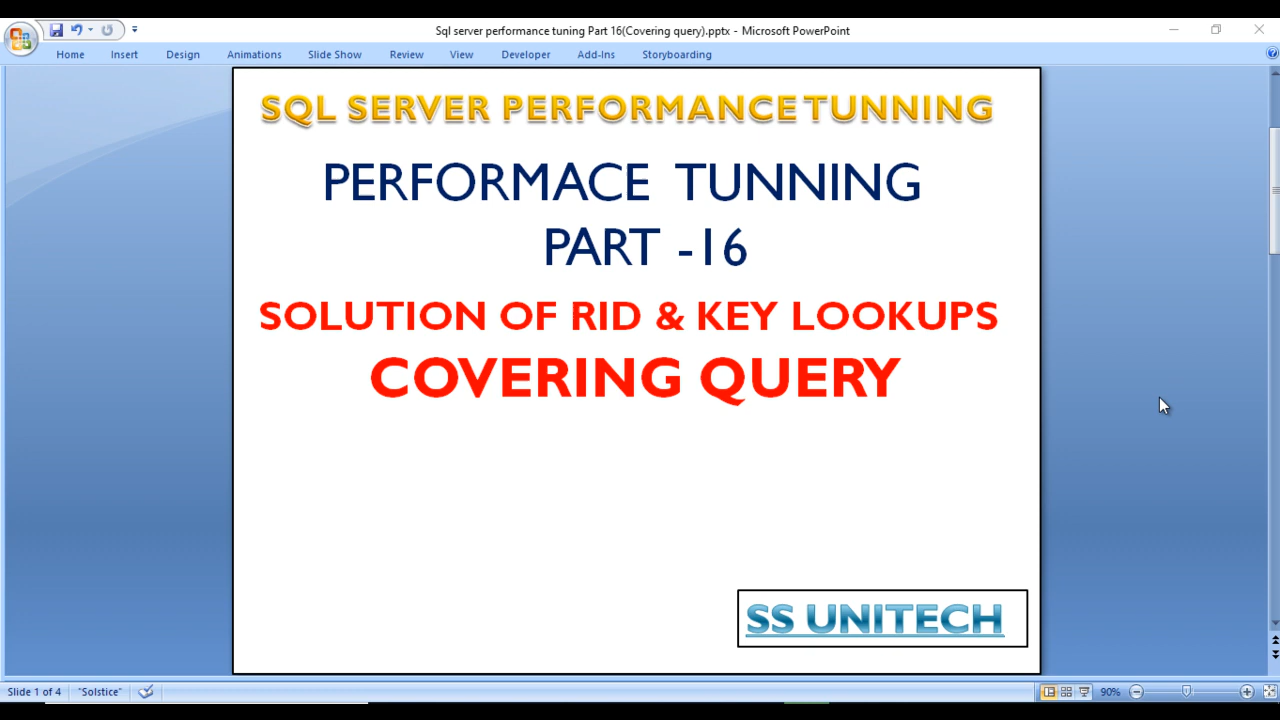 Sql server performance tuning Part 16(Covering query).pptx - Microsoft PowerPoint
Home Insert Design Animations Slide Show Review View Developer Add-Ins Storyboarding
SQL SERVER PERFORMANCE TUNNING
PERFORMACE TUNNING
PART -16
SOLUTION OF RID & KEY LOOKUPS
COVERING QUERY
SS UNITECH
Slide 1 of 4 "Solstice" 90%